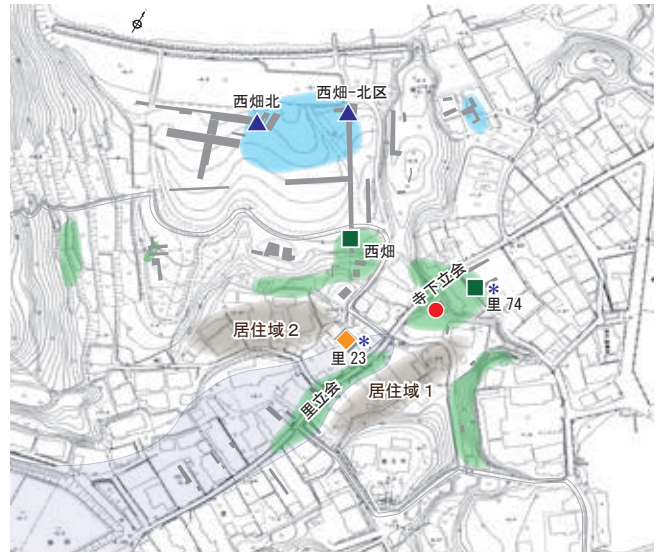 西畑北
西畑-北区
西畑
寺下立会
*
里 74
居住域 2
*
里 23
居住域 1
里立会